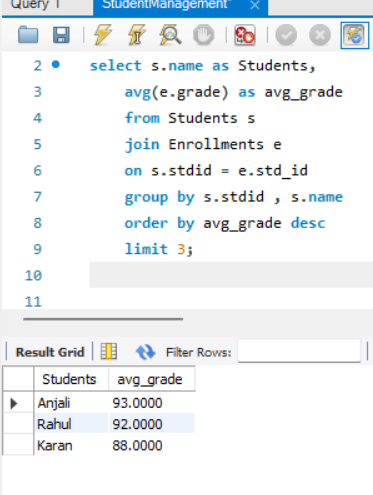 Query 1
StudentManagement* ×
2 select s.name as Students,
3 avg(e.grade) as avg_grade
4 from Students s
5 join Enrollments e
6 on s.stdid = e.std_id
7 group by s.stdid , s.name
8 order by avg_grade desc
9 limit 3;
10
11
Result Grid Filter Rows:
Students avg_grade
Anjali 93.0000
Rahul 92.0000
Karan 88.0000